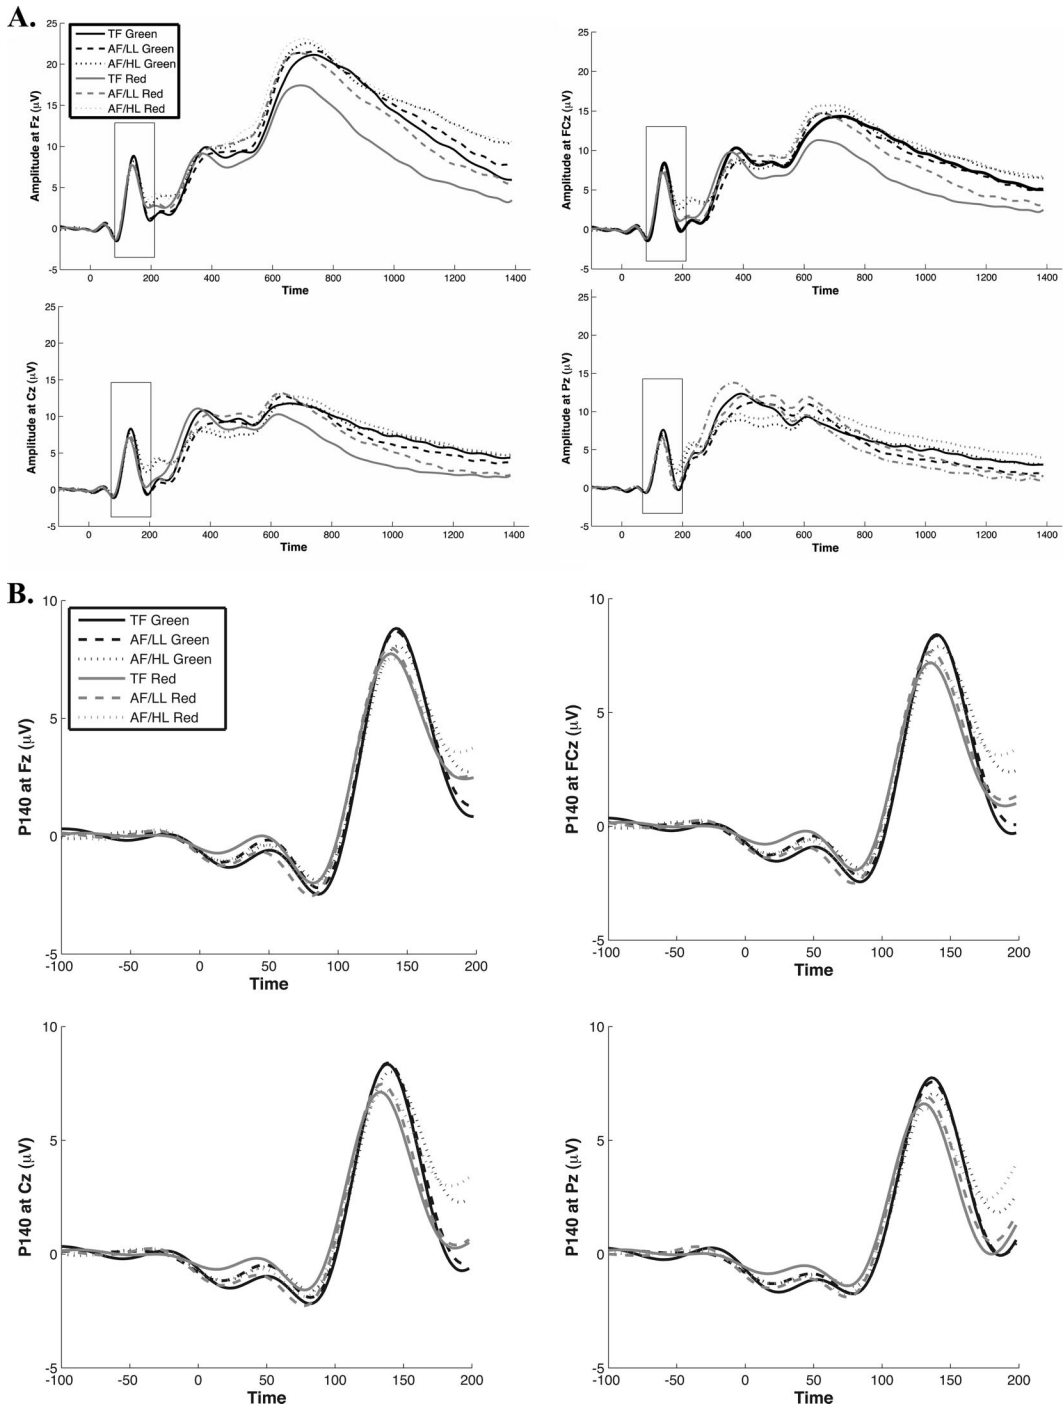 A.
TF Green
AF/LL Green
AF/HL Green
TF Red
AF/LL Red
AF/HL Red
Amplitude at Fz (μV)
25
20
15
10
5
0
-5
0 200 400 600 800 1000 1200 1400
Time
Amplitude at FCz (μV)
25
20
15
10
5
0
-5
0 200 400 600 800 1000 1200 1400
Time
Amplitude at Cz (μV)
25
20
15
10
5
0
-5
0 200 400 600 800 1000 1200 1400
Time
Amplitude at Pz (μV)
25
20
15
10
5
0
-5
0 200 400 600 800 1000 1200 1400
Time
B.
TF Green
AF/LL Green
AF/HL Green
TF Red
AF/LL Red
AF/HL Red
P140 at Fz (μV)
10
5
0
-5
-100 -50 0 50 100 150 200
Time
P140 at FCz (μV)
10
5
0
-5
-100 -50 0 50 100 150 200
Time
P140 at Cz (μV)
10
5
0
-5
-100 -50 0 50 100 150 200
Time
P140 at Pz (μV)
10
5
0
-5
-100 -50 0 50 100 150 200
Time